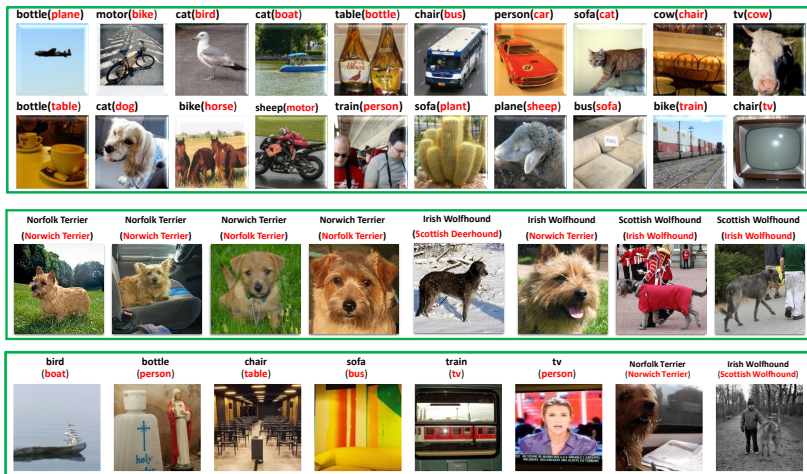 bottle(plane) motor(bike) cat(bird) cat(boat) table(bottle) chair(bus) person(car) sofa(cat) cow(chair) tv(cow)
bottle(table) cat(dog) bike(horse) sheep(motor) train(person) sofa(plant) plane(sheep) bus(sofa) bike(train) chair(tv)
Norfolk Terrier Norfolk Terrier Norwich Terrier Norwich Terrier Irish Wolfhound Irish Wolfhound Scottish Wolfhound Scottish Wolfhound
(Norwich Terrier) (Norwich Terrier) (Norfolk Terrier) (Norfolk Terrier) (Scottish Deerhound) (Norwich Terrier) (Irish Wolfhound) (Irish Wolfhound)
bird bottle chair sofa train tv Norfolk Terrier Irish Wolfhound
(boat) (person) (table) (bus) (tv) (person) (Norwich Terrier) (Scottish Wolfhound)
holy